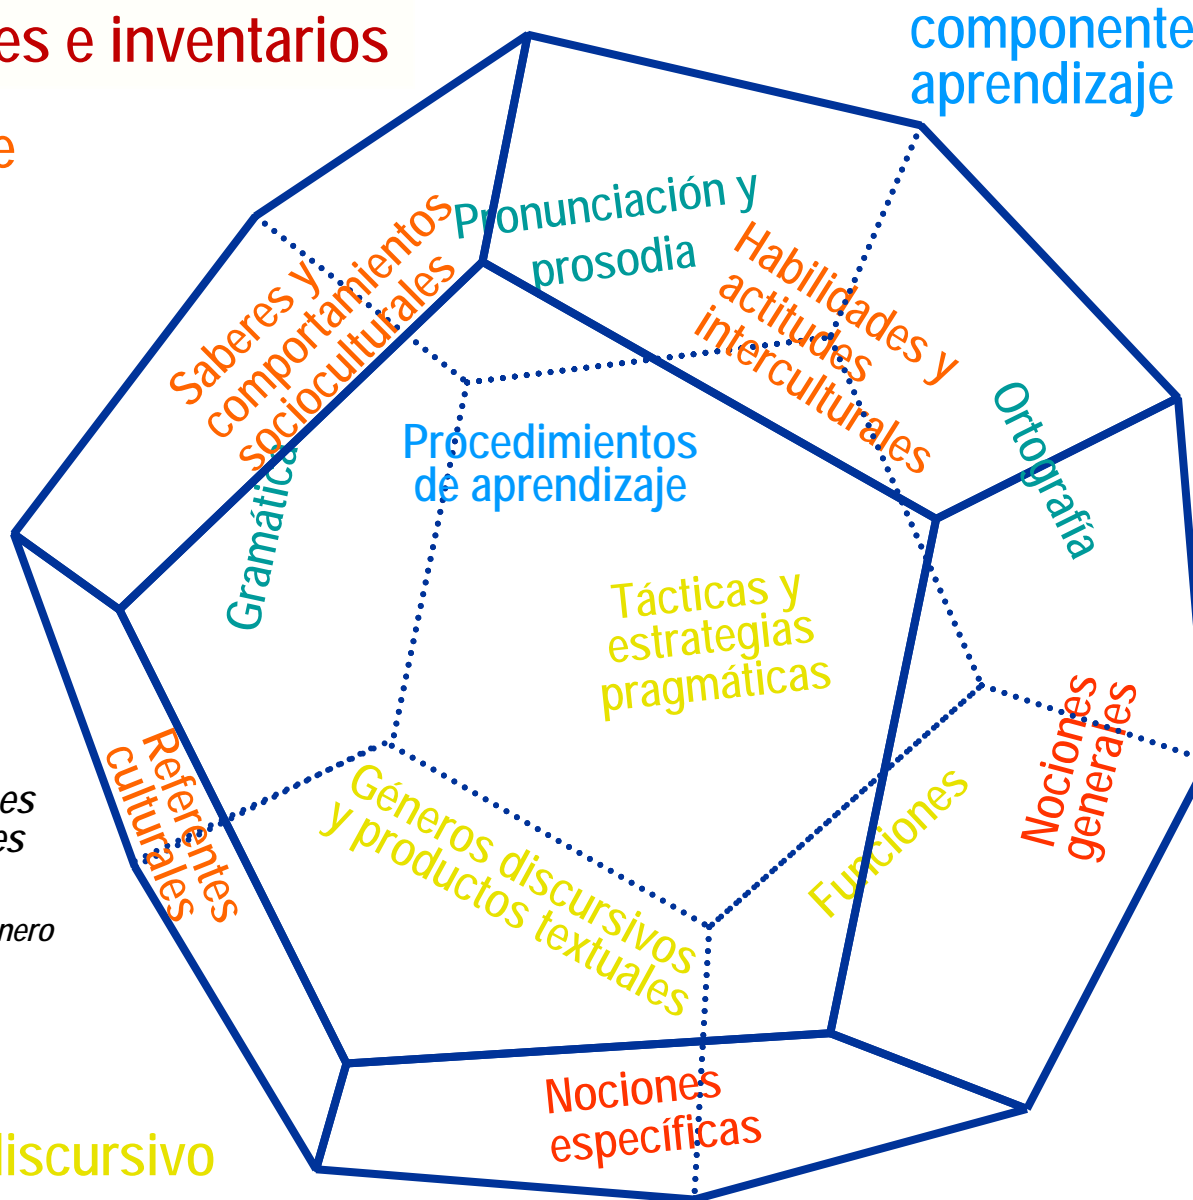 es e inventarios
componente
aprendizaje
e
Pronunciación y
prosodia
Saberes y
comportamientos
socioculturales
Habilidades y
actitudes
interculturales
Ortografía
Gramática
Procedimientos
de aprendizaje
Tácticas y
estrategias
pragmáticas
Nociones
generales
Referentes
culturales
es
es
Géneros discursivos
y productos textuales
Funciones
nero
Nociones
específicas
discursivo